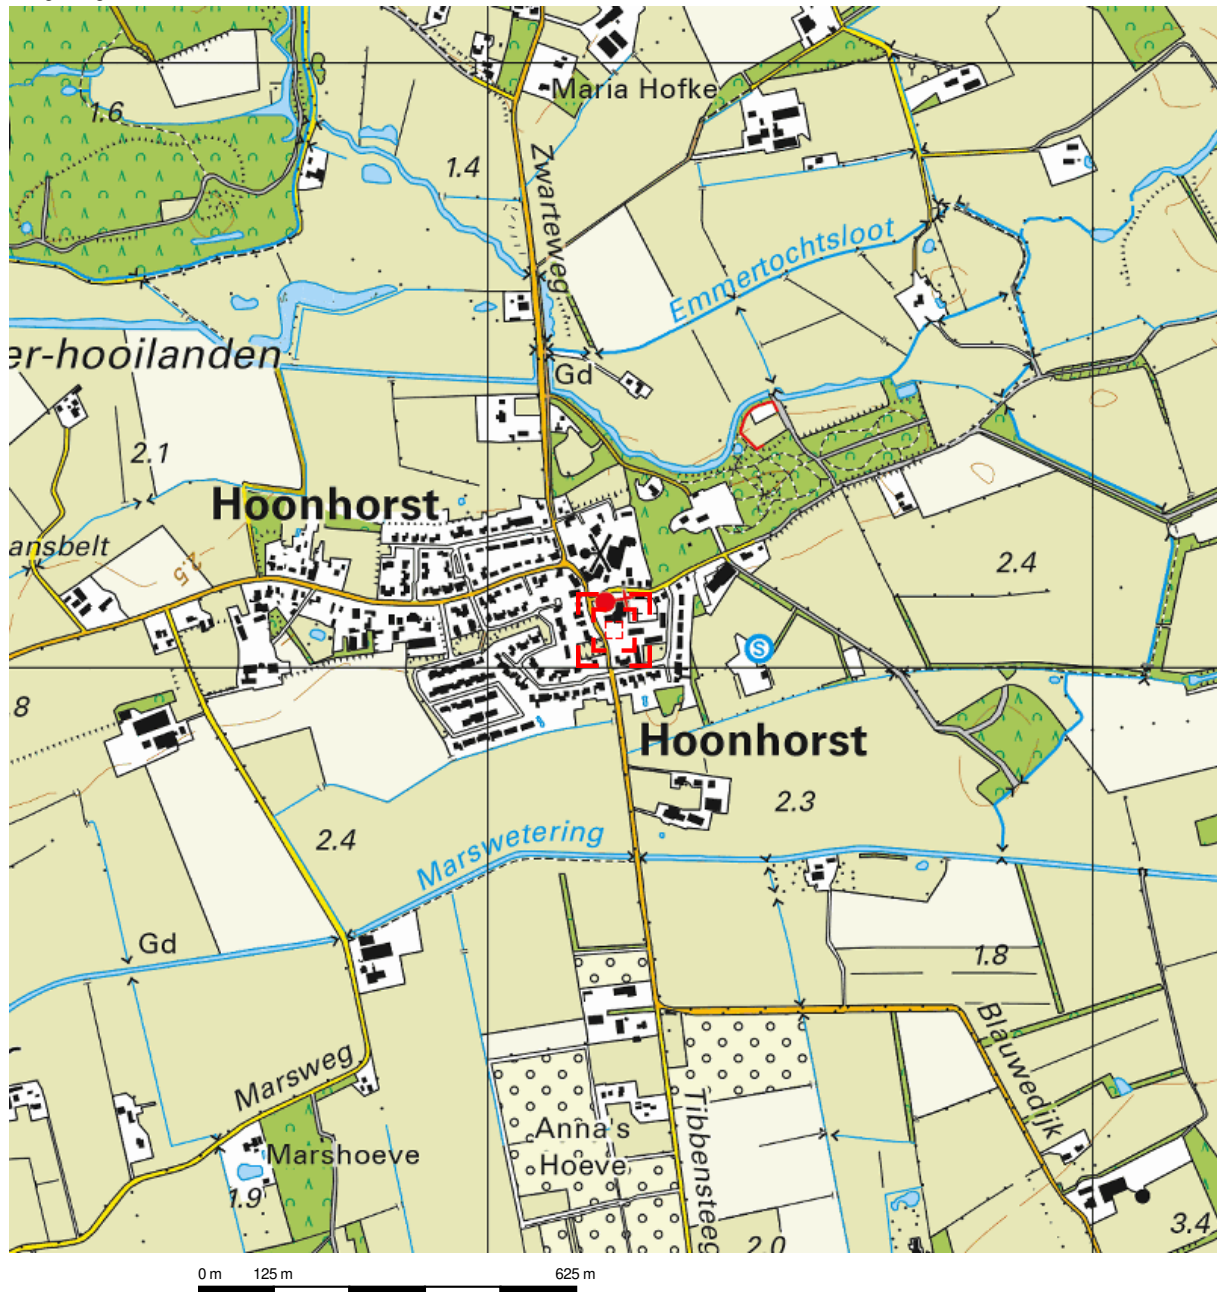 Maria Hofke
1.6
1.4
Zwarteweg
Emmertochtsloot
er-hooilanden
Gd
2.1
Hoonhorst
ansbelt
2.5
2.4
S
.8
Hoonhorst
2.3
2.4
Marswetering
Gd
1.8
Blauwedijk
Marsweg
Tibbensteeg
Anna's
Hoeve
Marshoeve
1.9
2.0
3.4
0 m 125 m 625 m